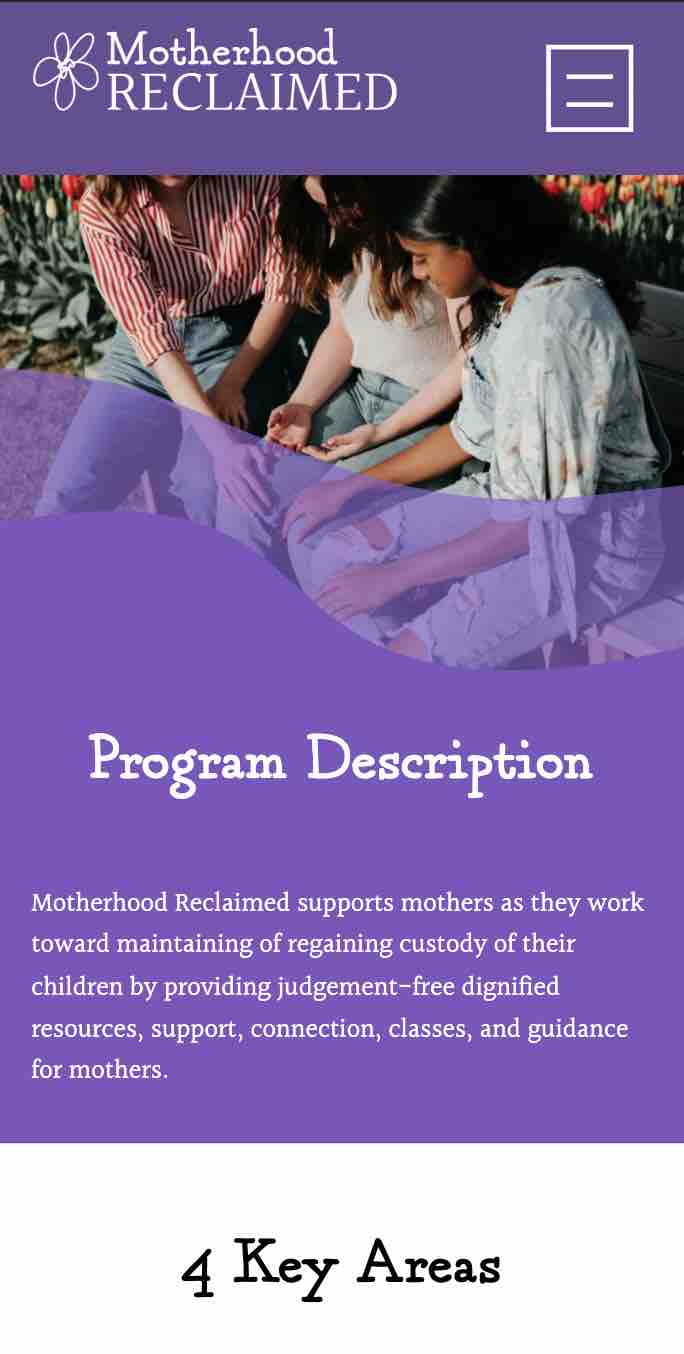 Motherhood
RECLAIMED
Program Description
Motherhood Reclaimed supports mothers as they work
toward maintaining of regaining custody of their
children by providing judgement-free dignified
resources, support, connection, classes, and guidance
for mothers.
4 Key Areas